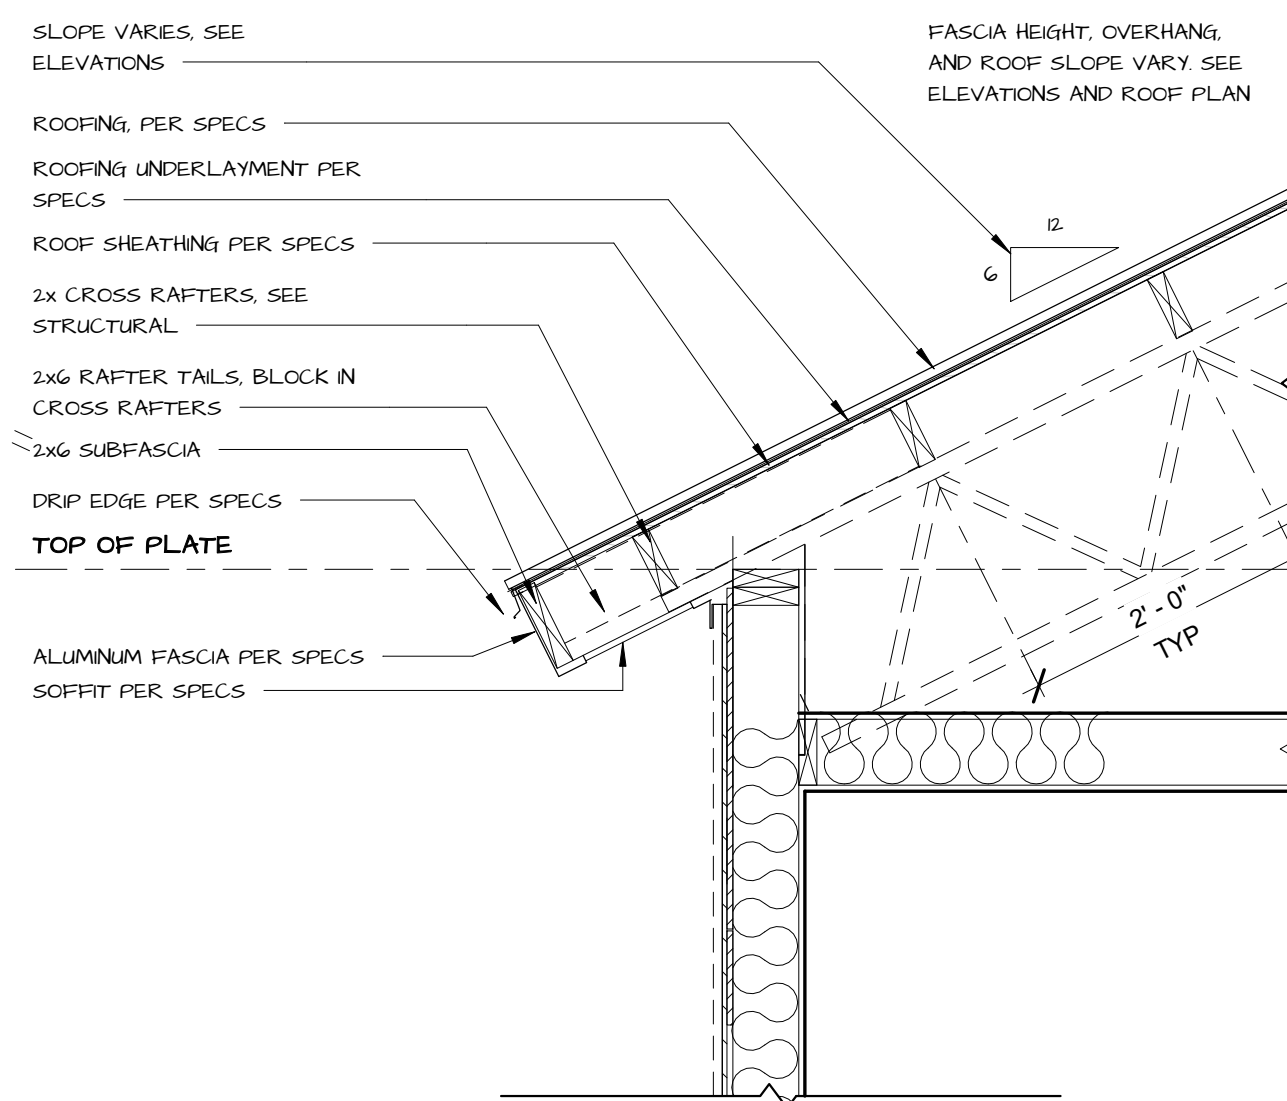 SLOPE VARIES, SEE
ELEVATIONS
FASCIA HEIGHT, OVERHANG,
AND ROOF SLOPE VARY. SEE
ELEVATIONS AND ROOF PLAN
ROOFING, PER SPECS
ROOFING UNDERLAYMENT PER
SPECS
12
6
ROOF SHEATHING PER SPECS
2x CROSS RAFTERS, SEE
STRUCTURAL
2x6 RAFTER TAILS, BLOCK IN
CROSS RAFTERS
2x6 SUBFASCIA
DRIP EDGE PER SPECS
TOP OF PLATE
2' - 0"
TYP
ALUMINUM FASCIA PER SPECS
SOFFIT PER SPECS